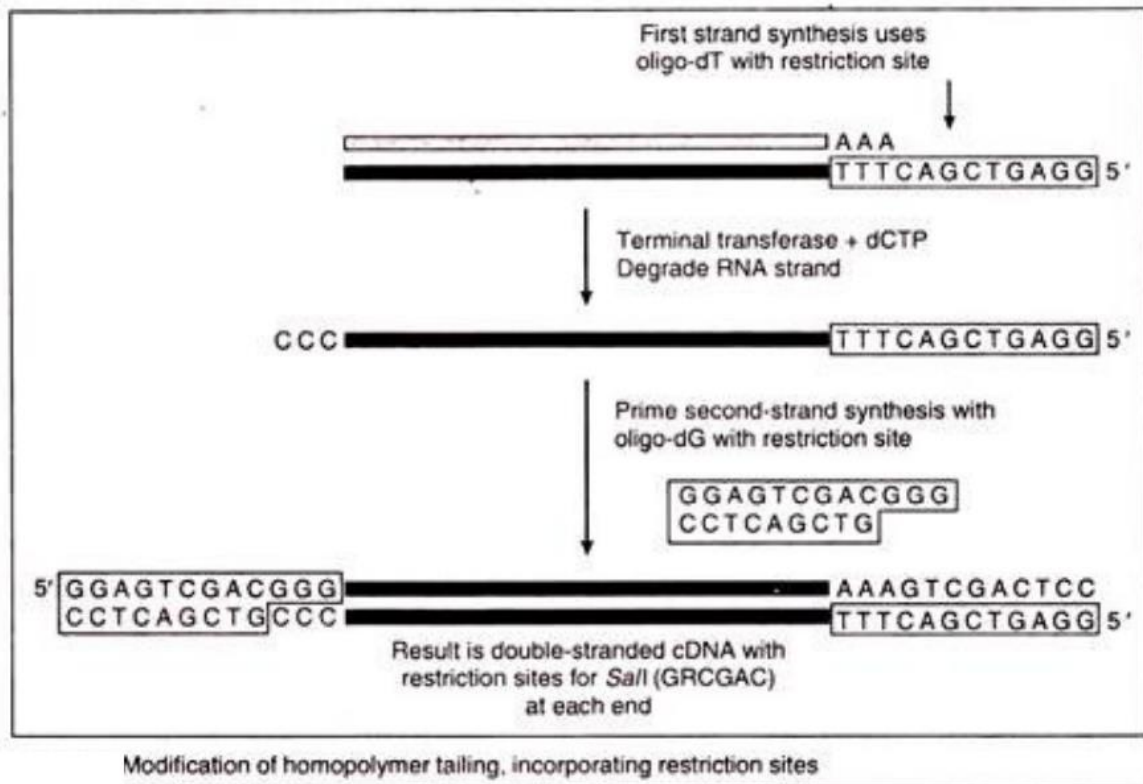 First strand synthesis uses
oligo-dT with restriction site
AAA
TTTCAGCTGAGG 5'
Terminal transferase + dCTP
Degrade RNA strand
CCC TTTCAGCTGAGG 5'
Prime second-strand synthesis with
oligo-dG with restriction site
GGAGTCGACGGG
CCTCAGCTG
5' GGAGTCGACGGG AAAGTCGACTCC
CCTCAGCTGCCC TTTCAGCTGAGG 5'
Result is double-stranded cDNA with
restriction sites for SalI (GRCGAC)
at each end
Modification of homopolymer tailing, incorporating restriction sites